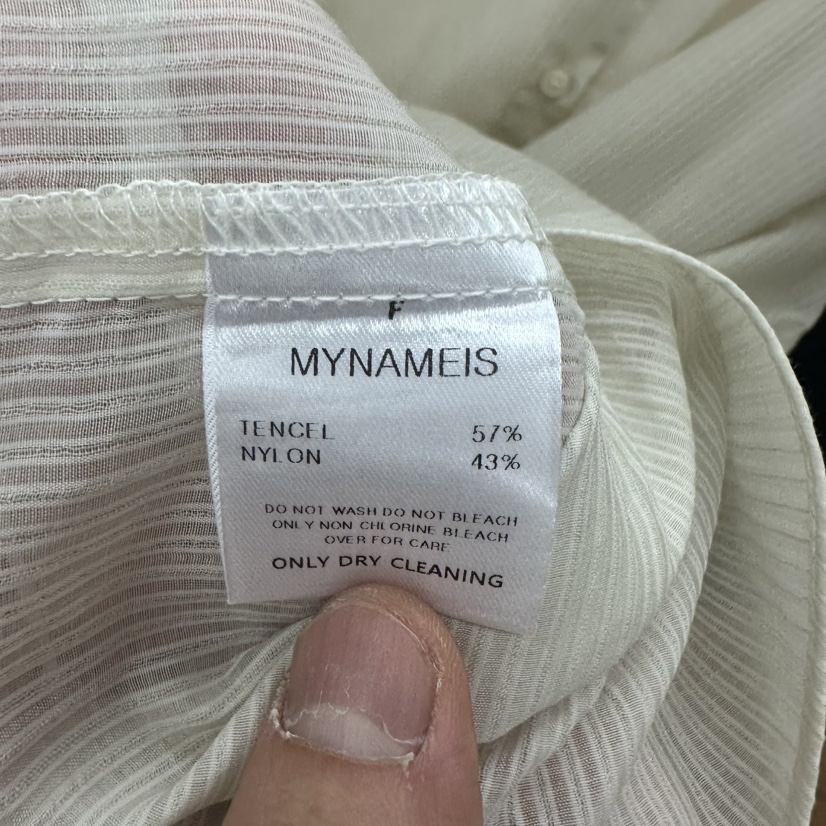 F
MYNAMEIS
TENCEL 57%
NYLON 43%
DO NOT WASH DO NOT BLEACH
ONLY NON CHLORINE BLEACH
OVER FOR CARE
ONLY DRY CLEANING